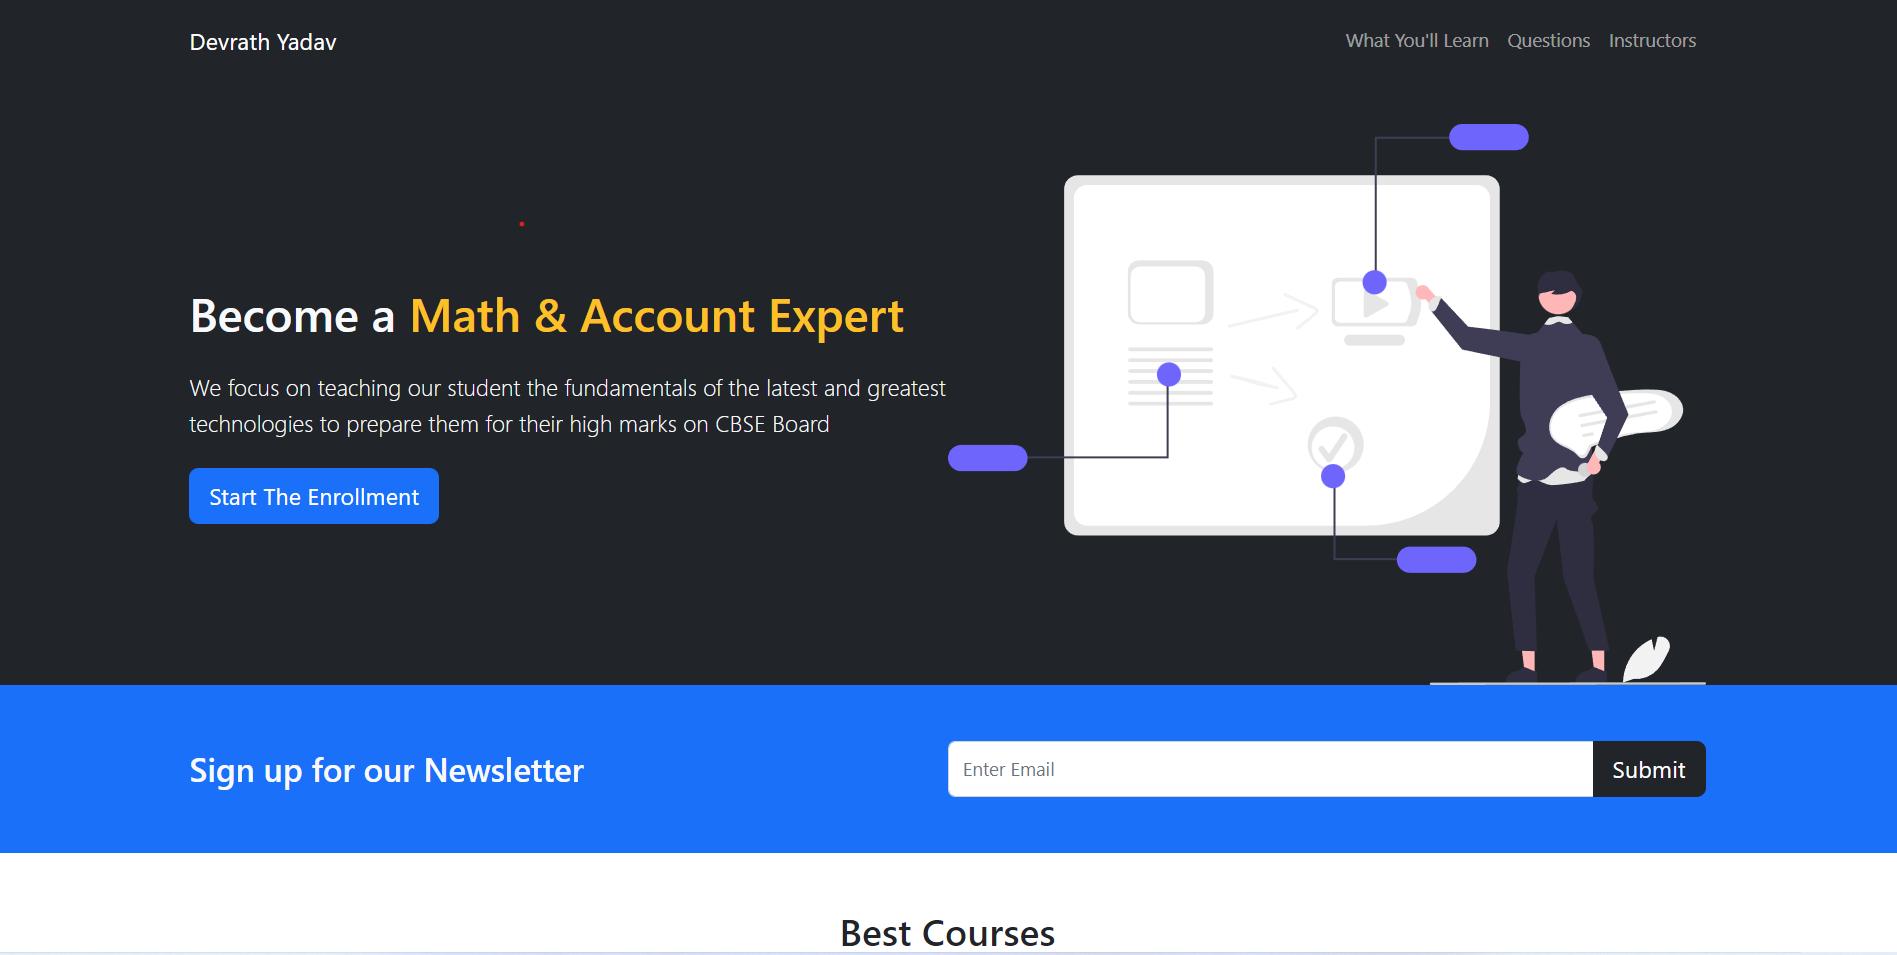 Devrath Yadav
What You'll Learn Questions Instructors
Become a Math & Account Expert
We focus on teaching our student the fundamentals of the latest and greatest
technologies to prepare them for their high marks on CBSE Board
Start The Enrollment
Sign up for our Newsletter
Enter Email
Submit
Best Courses